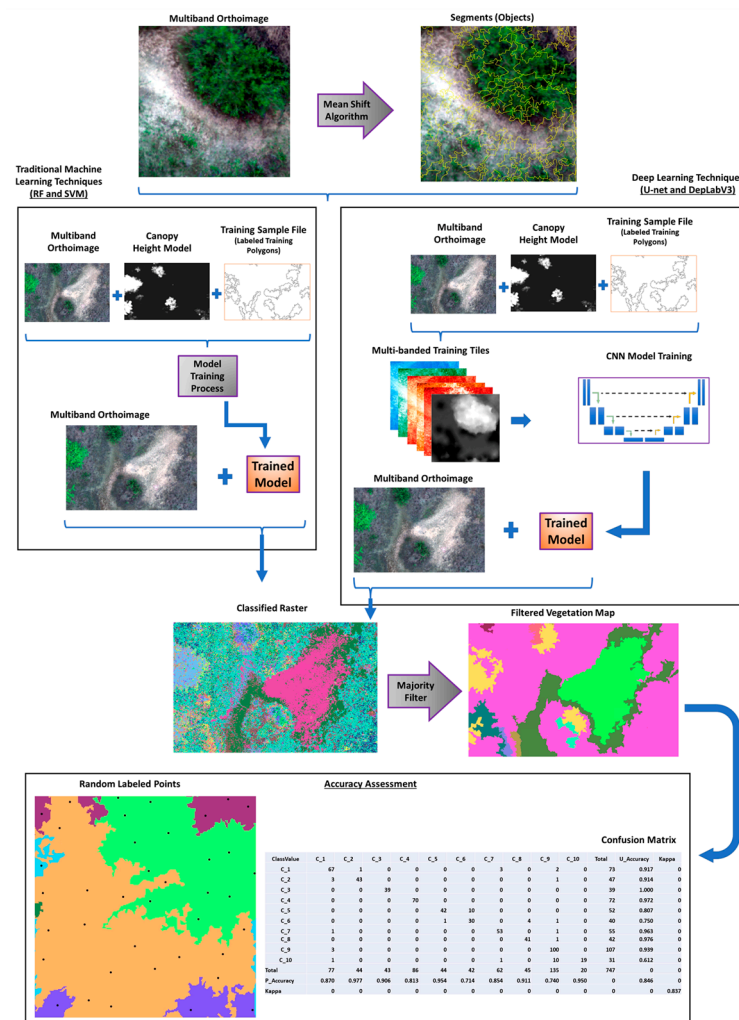 Multiband Orthoimage
Segments (Objects)
Mean Shift
Algorithm
Traditional Machine
Learning Techniques
(RF and SVM)
Deep Learning Technique
(U-net and DepLabV3)
Multiband
Orthoimage
Canopy
Height Model
Training Sample File
(Labeled Training
Polygons)
Model
Training
Process
Multiband Orthoimage
Trained
Model
Multiband
Orthoimage
Canopy
Height Model
Training Sample File
(Labeled Training
Polygons)
Multi-banded Training Tiles
CNN Model Training
Multiband Orthoimage
Trained
Model
Classified Raster
Filtered Vegetation Map
Majority
Filter
Random Labeled Points
Accuracy Assessment
Confusion Matrix
ClassValue C_1 C_2 C_3 C_4 C_5 C_6 C_7 C_8 C_9 C_10 Total U_Accuracy Kappa
C_1 67 1 0 0 0 0 3 0 2 0 73 0.917 0
C_2 3 43 0 0 0 0 0 0 1 0 47 0.914 0
C_3 0 0 39 0 0 0 0 0 0 0 39 1.000 0
C_4 0 0 0 70 0 0 0 0 0 0 72 0.972 0
C_5 0 0 0 0 42 10 0 0 0 0 52 0.807 0
C_6 0 0 0 0 1 30 0 4 1 0 40 0.750 0
C_7 1 0 0 0 0 0 53 0 1 0 55 0.963 0
C_8 0 0 0 0 0 0 0 41 1 0 42 0.976 0
C_9 3 0 0 0 0 0 0 0 100 0 107 0.939 0
C_10 1 0 0 0 0 0 1 0 10 19 31 0.612 0
Total 77 44 43 86 44 42 62 45 135 20 747 0 0
P_Accuracy 0.870 0.977 0.906 0.813 0.954 0.714 0.854 0.911 0.740 0.950 0 0.846 0
Kappa 0 0 0 0 0 0 0 0 0 0 0 0 0.837